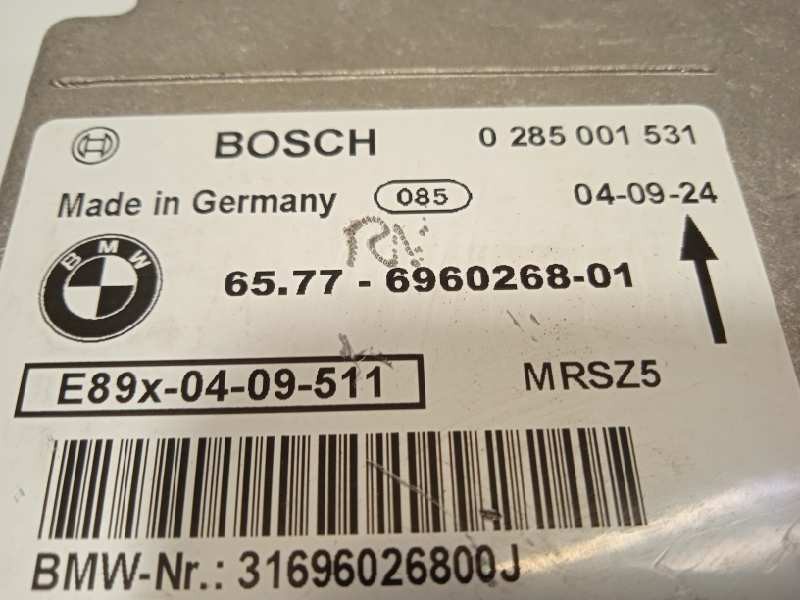 BOSCH 0 285 001 531
Made in Germany 085 04-09-24
BMW
65.77 - 6960268-01
E89x-04-09-511 MRSZ5
BMW-Nr.: 31696026800J